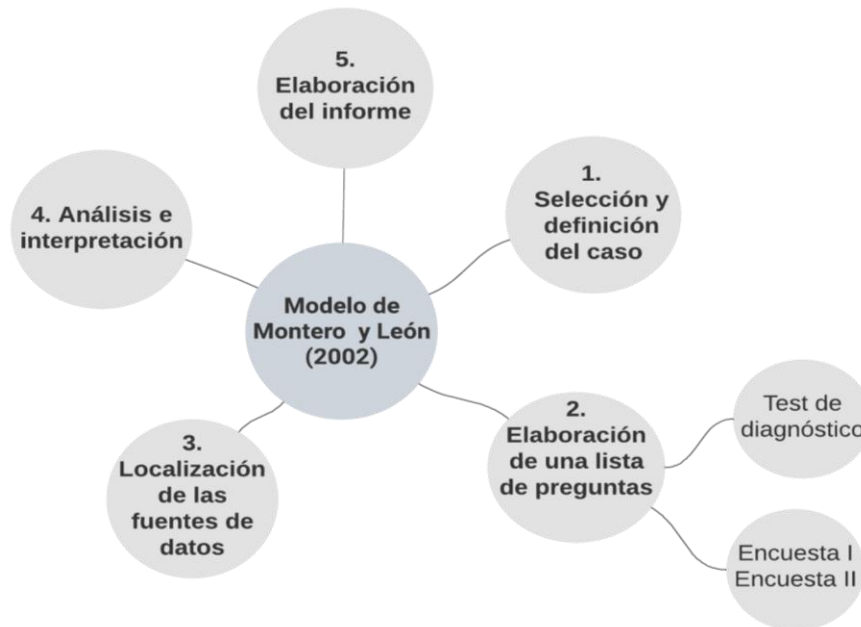 5.
Elaboración
del informe
1.
Selección y
definición
del caso
4. Análisis e
interpretación
Modelo de
Montero y León
(2002)
2.
Elaboración
de una lista
de preguntas
Test de
diagnóstico
3.
Localización
de las
fuentes de
datos
Encuesta I
Encuesta II